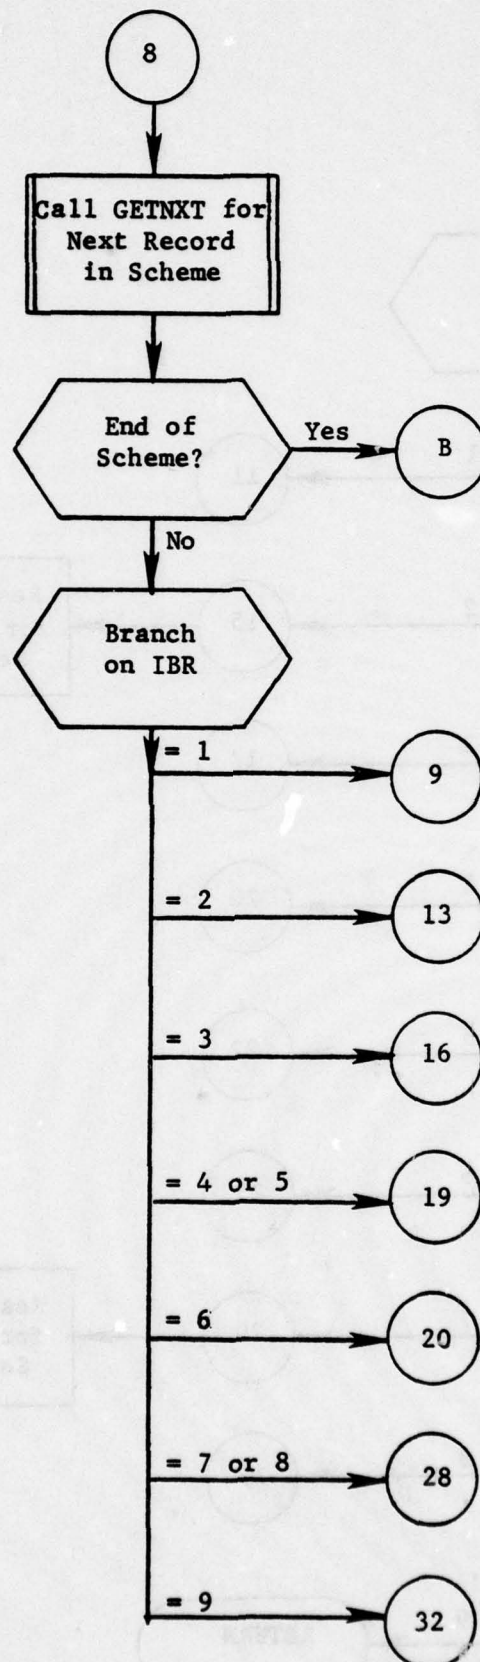 8
Call GETNXT for
Next Record
in Scheme
End of
Scheme?
Yes
B
No
Branch
on IBR
= 1
9
= 2
13
= 3
16
= 4 or 5
19
= 6
20
= 7 or 8
28
= 9
32